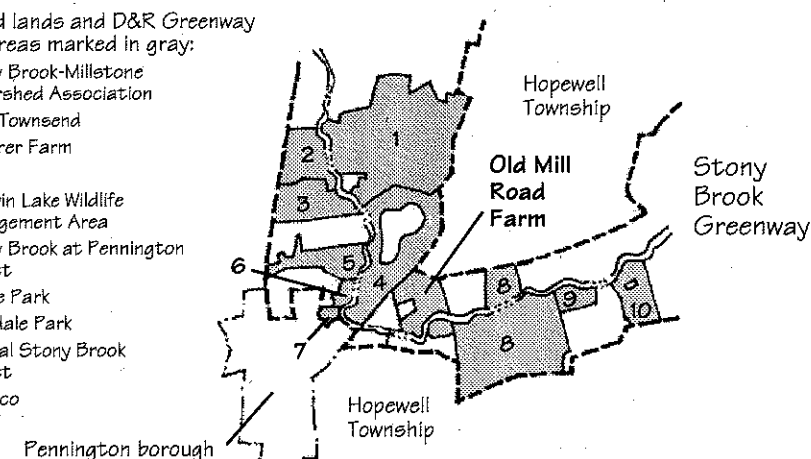 d lands and D&R Greenway
reas marked in gray:
y Brook-Millstone
rshed Association
Townsend
rer Farm
in Lake Wildlife
gement Area
y Brook at Pennington
ct
e Park
dale Park
al Stony Brook
ct
co
Hopewell
Township
Old Mill
Road
Farm
Stony
Brook
Greenway
1
2
3
4
5
6
7
8
8
9
10
Hopewell
Township
Pennington borough